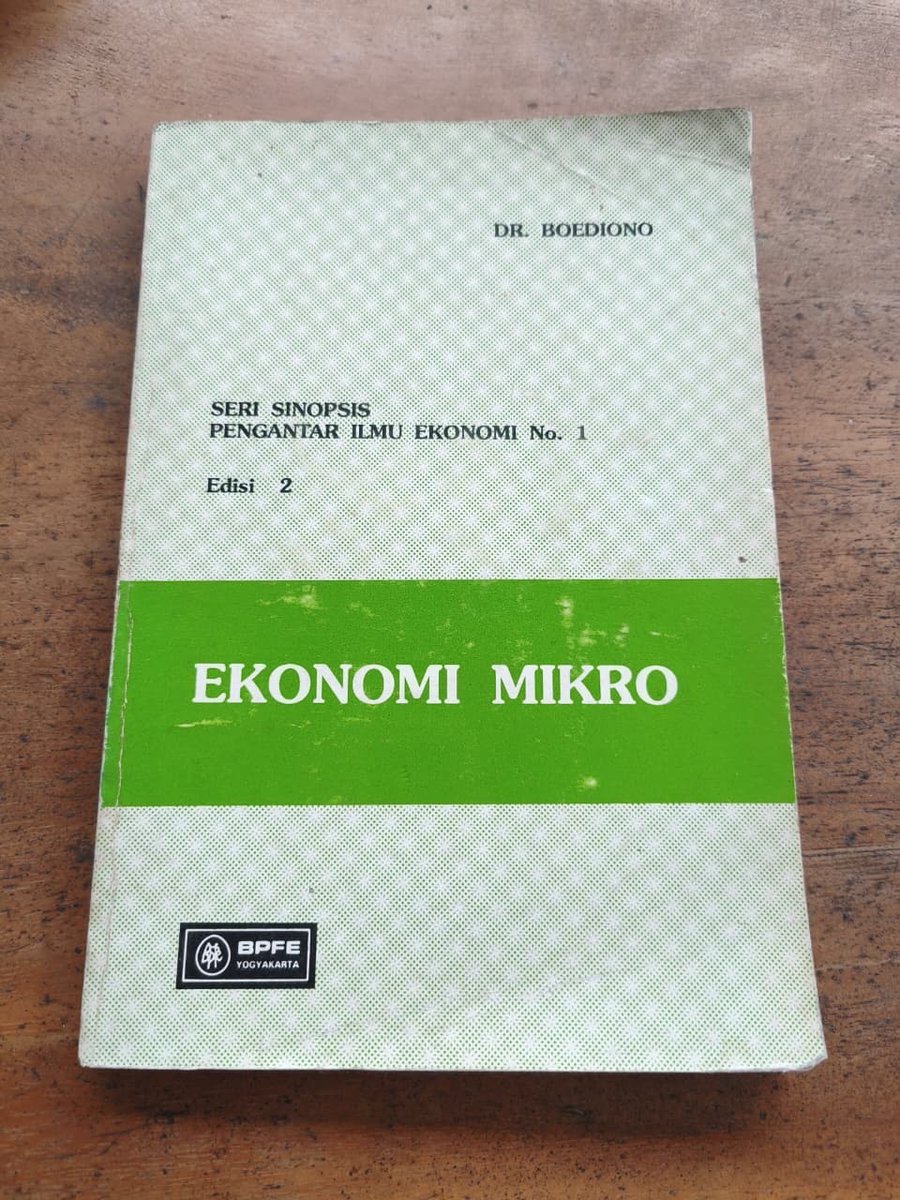 DR. BOEDIONO
SERI SINOPSIS
PENGANTAR ILMU EKONOMI No. 1
Edisi 2
EKONOMI MIKRO
BPFE
YOGYAKARTA